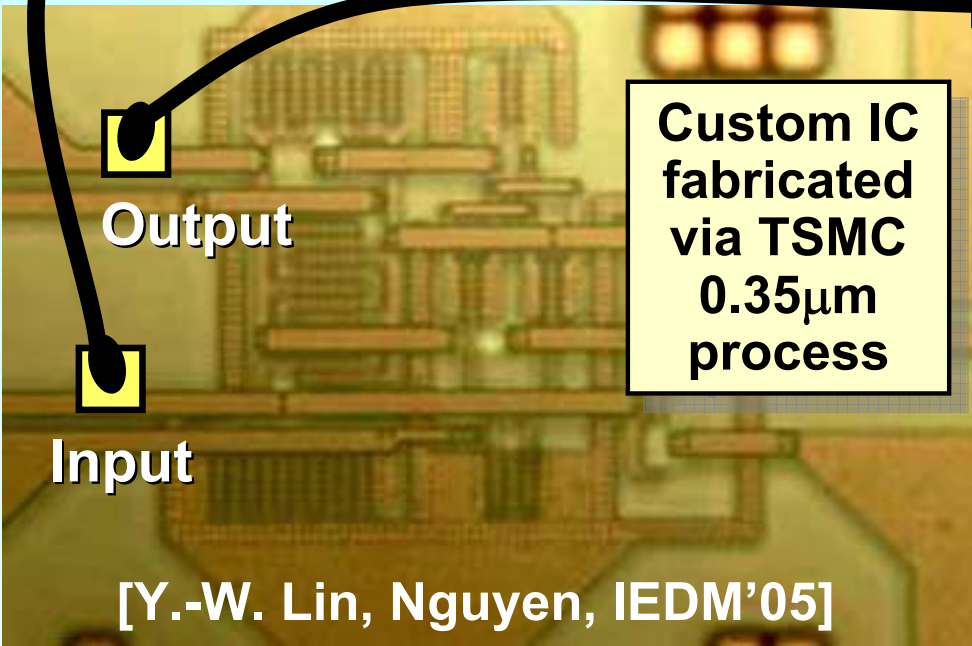 Custom IC
fabricated
via TSMC
0.35μm
process
Output
Input
[Y.-W. Lin, Nguyen, IEDM’05]